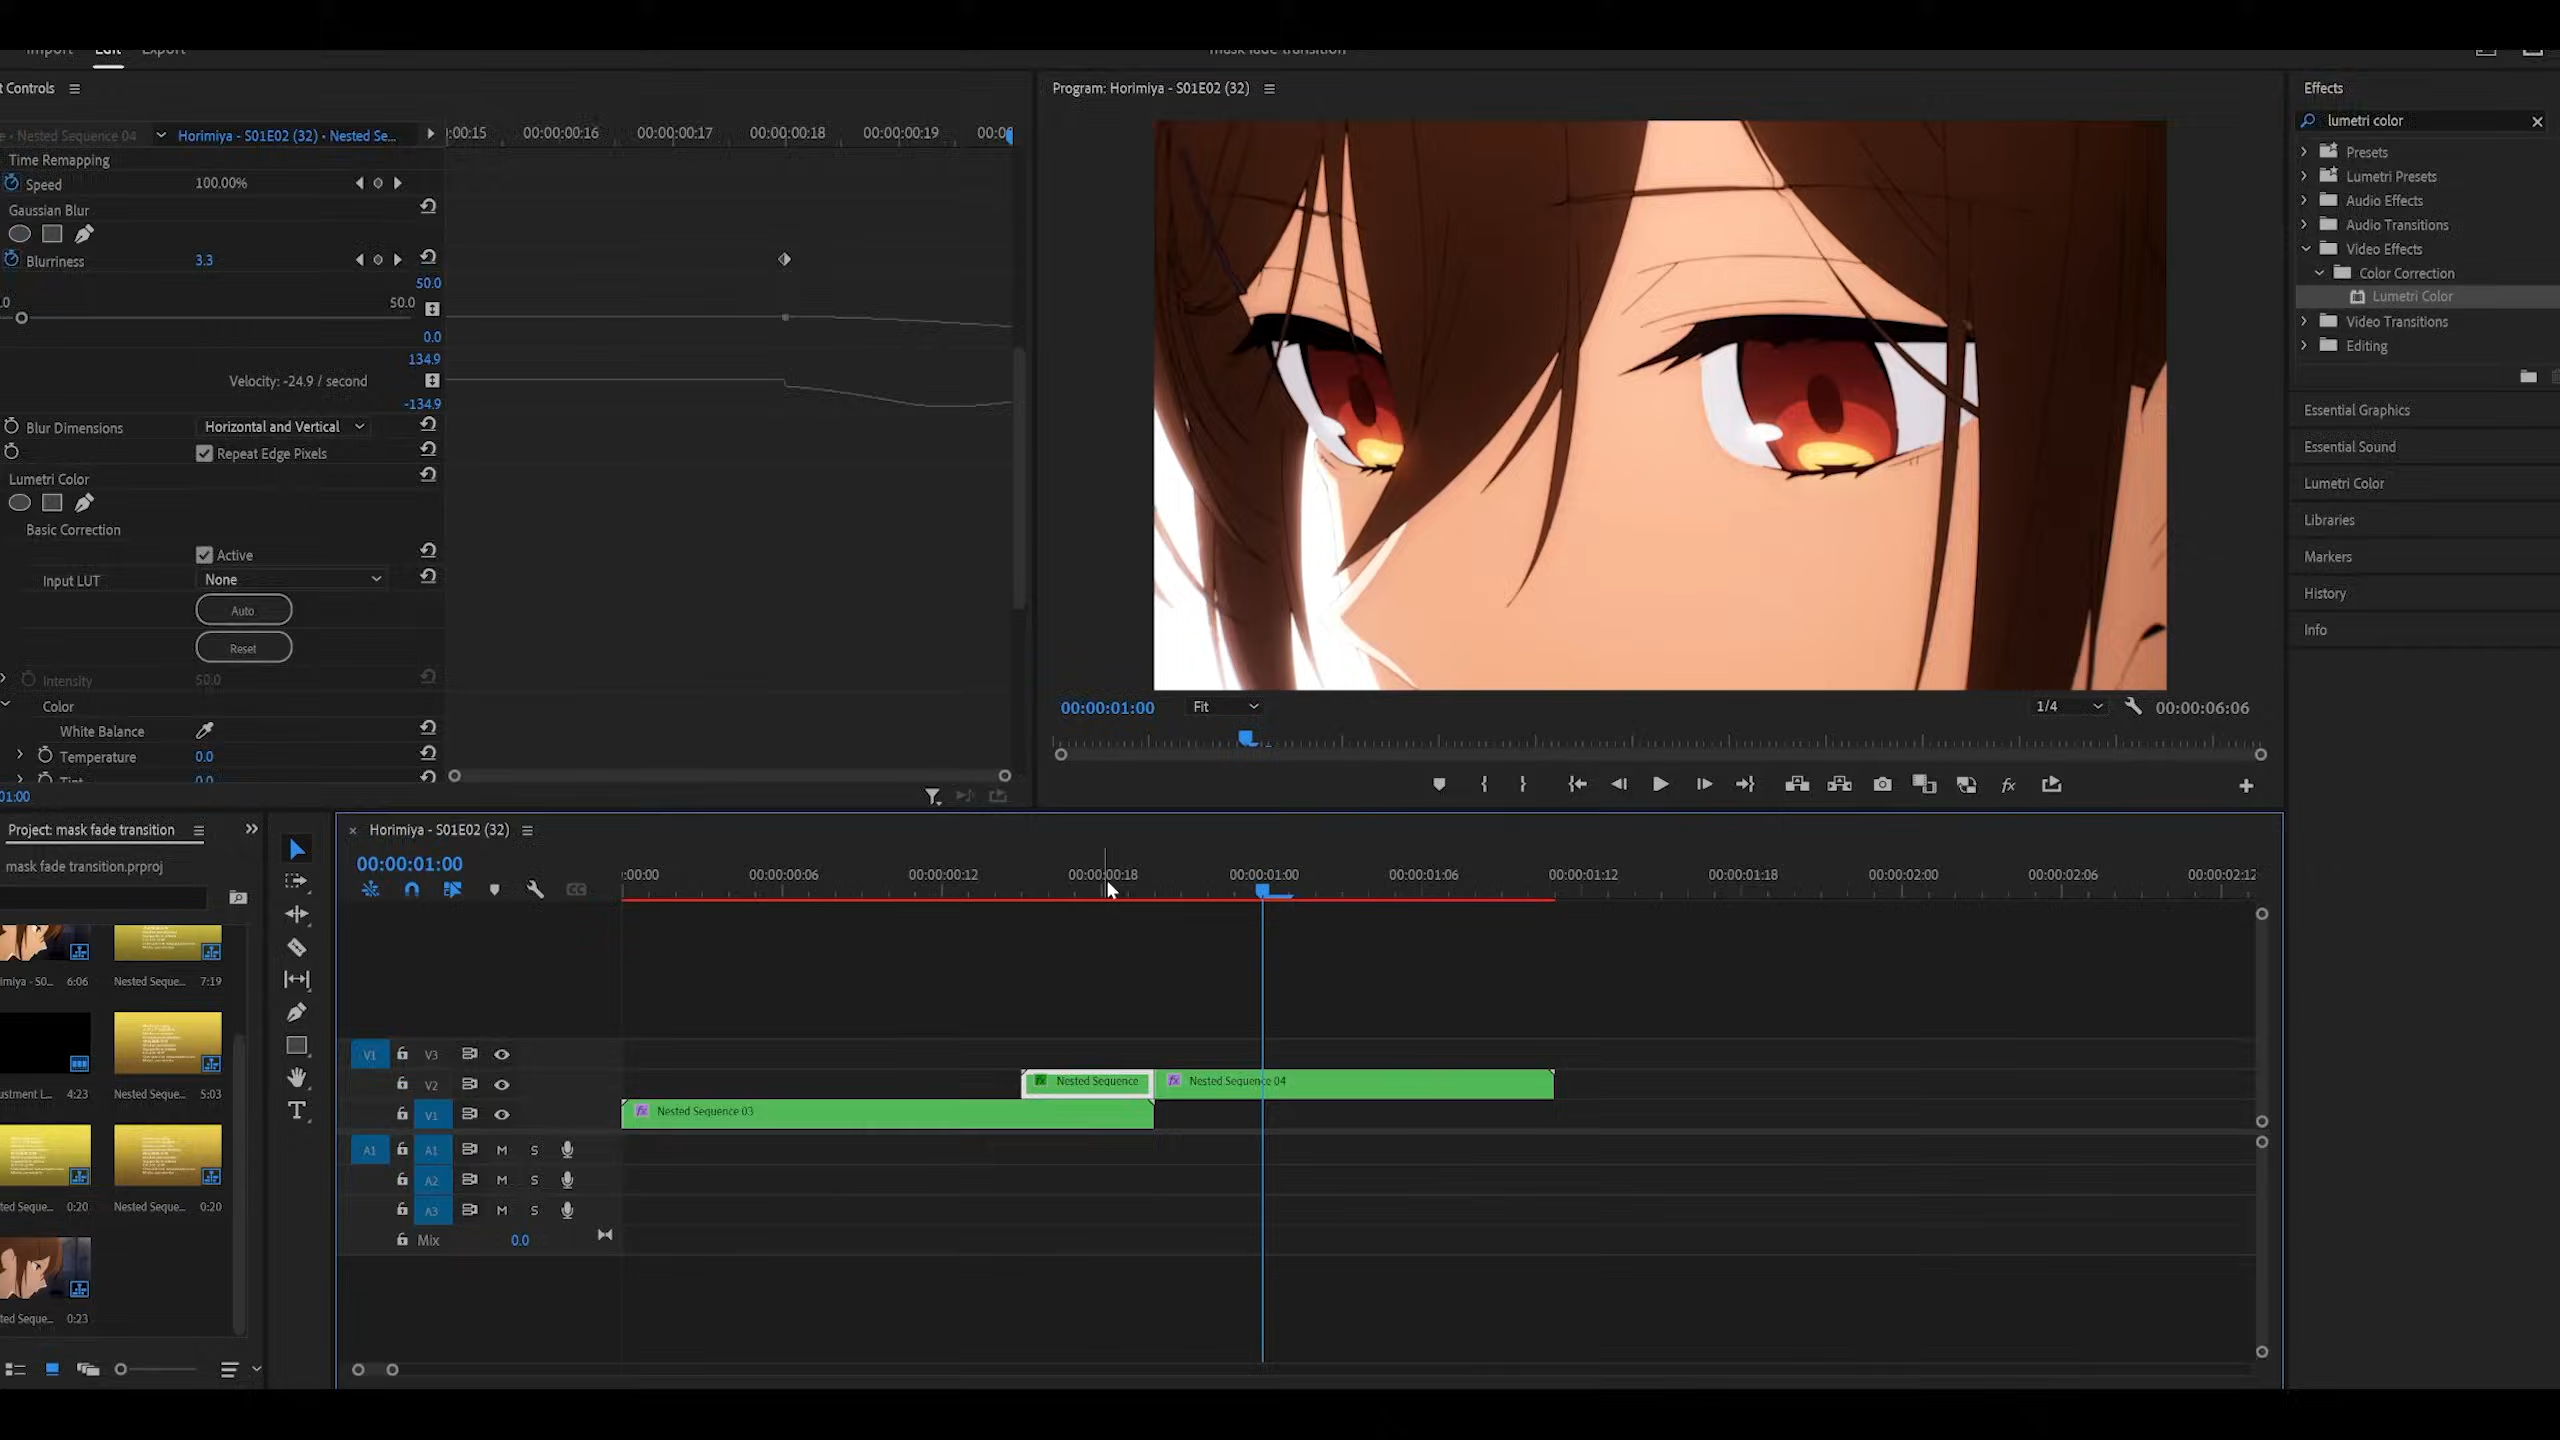 Import Edit Export
mask fade transition
t Controls
e • Nested Sequence 04 Horimiya - S01E02 (32) • Nested Se...
:00:15 00:00:00:16 00:00:00:17 00:00:00:18 00:00:00:19 00:00
Time Remapping
Speed 100.00%
Gaussian Blur
Blurriness 3.3
50.0
.0 50.0
0.0
134.9
Velocity: -24.9 / second
-134.9
Blur Dimensions Horizontal and Vertical
Repeat Edge Pixels
Lumetri Color
Basic Correction
Active
Input LUT None
Auto
Reset
Intensity 50.0
Color
White Balance
Temperature 0.0
Tint 0.0
01:00
Program: Horimiya - S01E02 (32)
00:00:01:00 Fit 1/4 00:00:06:06
Effects
lumetri color
Presets
Lumetri Presets
Audio Effects
Audio Transitions
Video Effects
Color Correction
Lumetri Color
Video Transitions
Editing
Essential Graphics
Essential Sound
Lumetri Color
Libraries
Markers
History
Info
Project: mask fade transition
mask fade transition.prproj
rimiya - S0... 6:06 Nested Seque... 7:19
ustment L... 4:23 Nested Seque... 5:03
ted Seque... 0:20 Nested Seque... 0:20
ted Seque... 0:23
Horimiya - S01E02 (32)
00:00:01:00
:00:00 00:00:00:06 00:00:00:12 00:00:00:18 00:00:01:00 00:00:01:06 00:00:01:12 00:00:01:18 00:00:02:00 00:00:02:06 00:00:02:12
CC
V1 V3
V2 fx Nested Sequence fx Nested Sequence 04
V1 fx Nested Sequence 03
A1 A1 M S
A2 M S
A3 M S
Mix 0.0